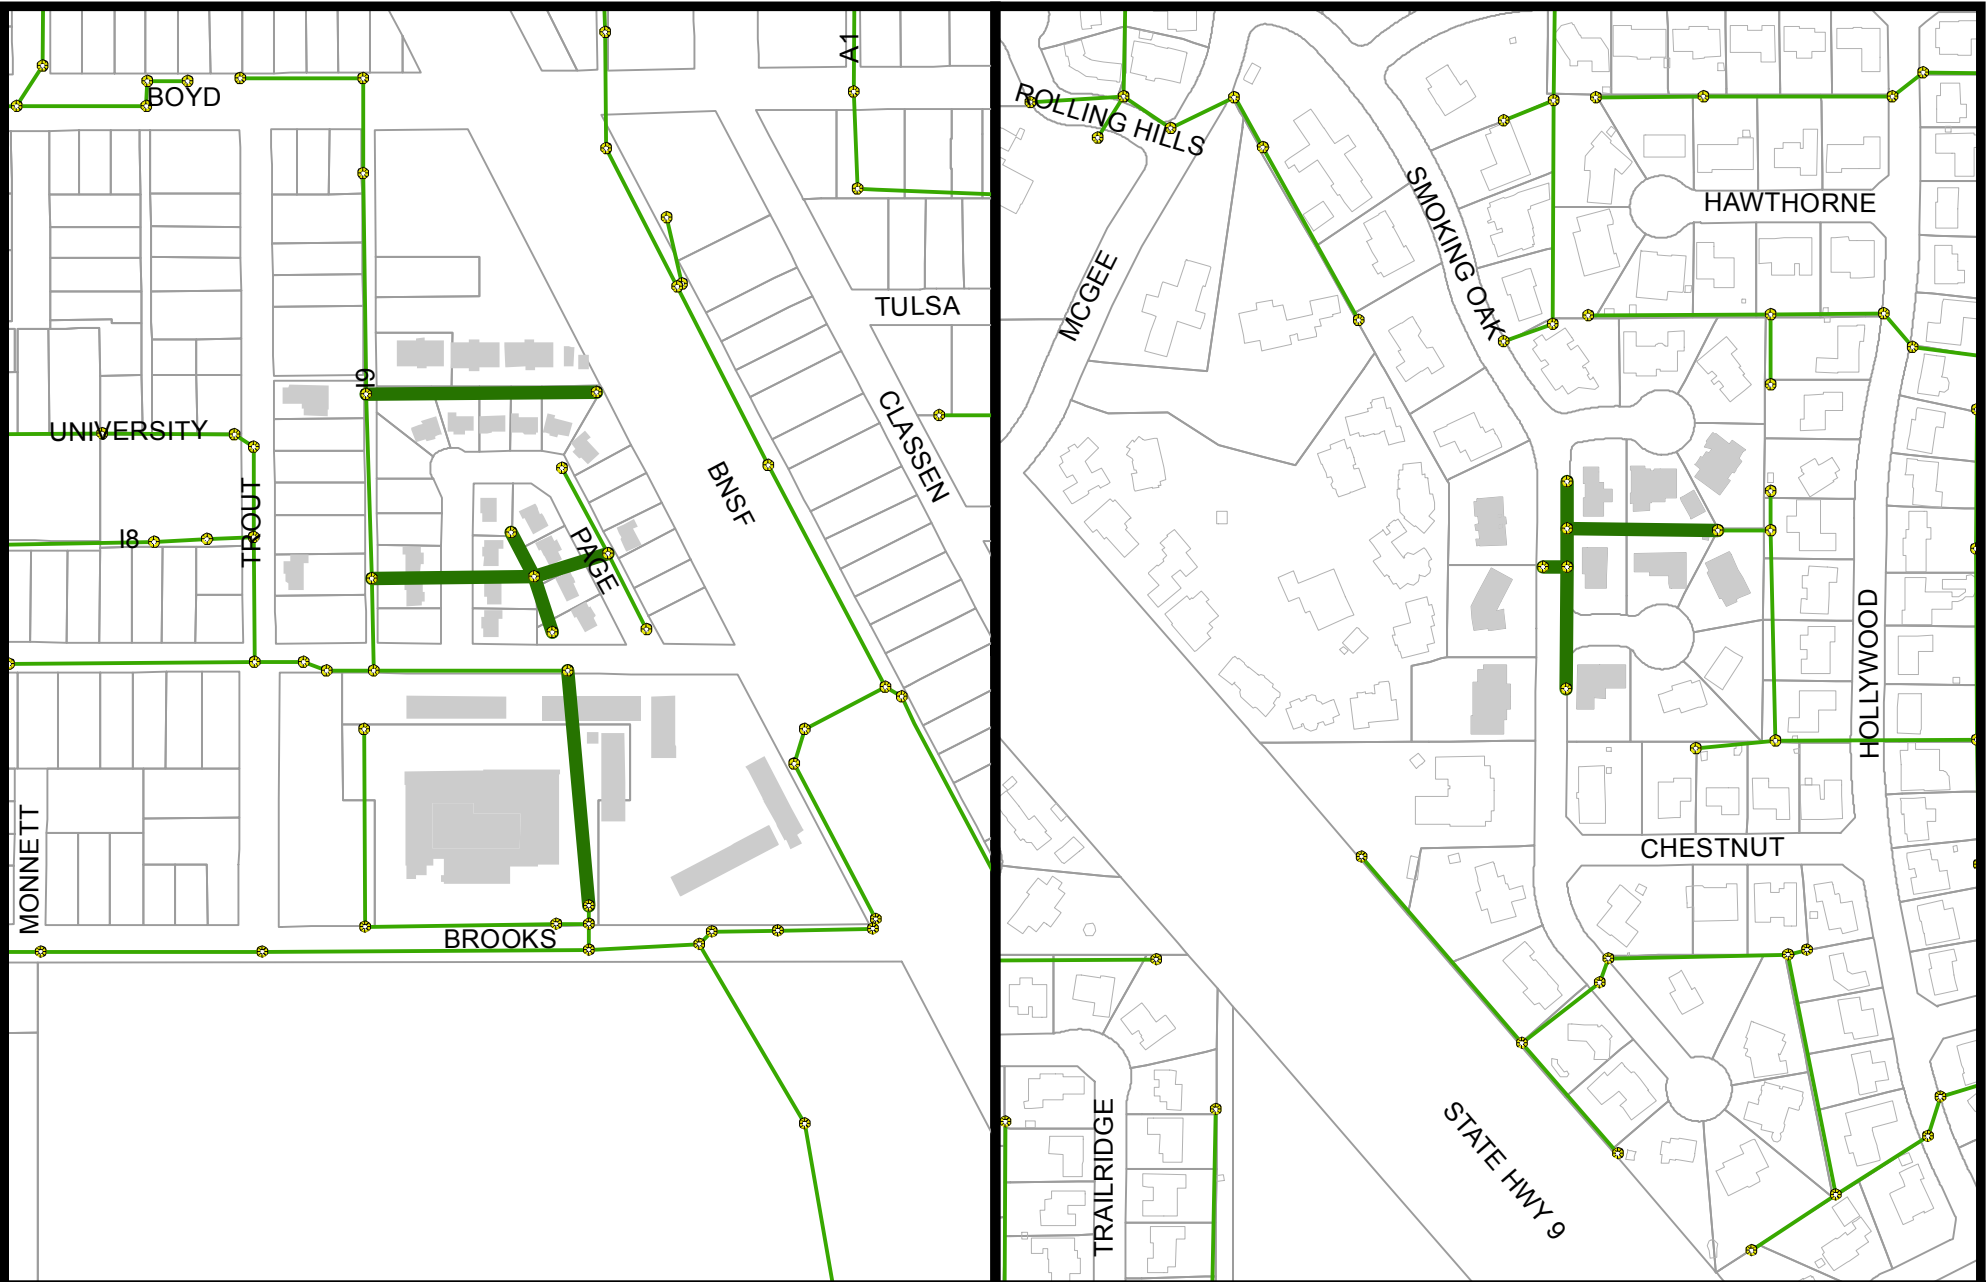 BOYD
A1
TULSA
I9
UNIVERSITY
CLASSEN
BNSF
TROUT
I8
PAGE
MONNETT
BROOKS
ROLLING HILLS
SMOKING OAK
HAWTHORNE
MCGEE
HOLLYWOOD
CHESTNUT
TRAILRIDGE
STATE HWY 9